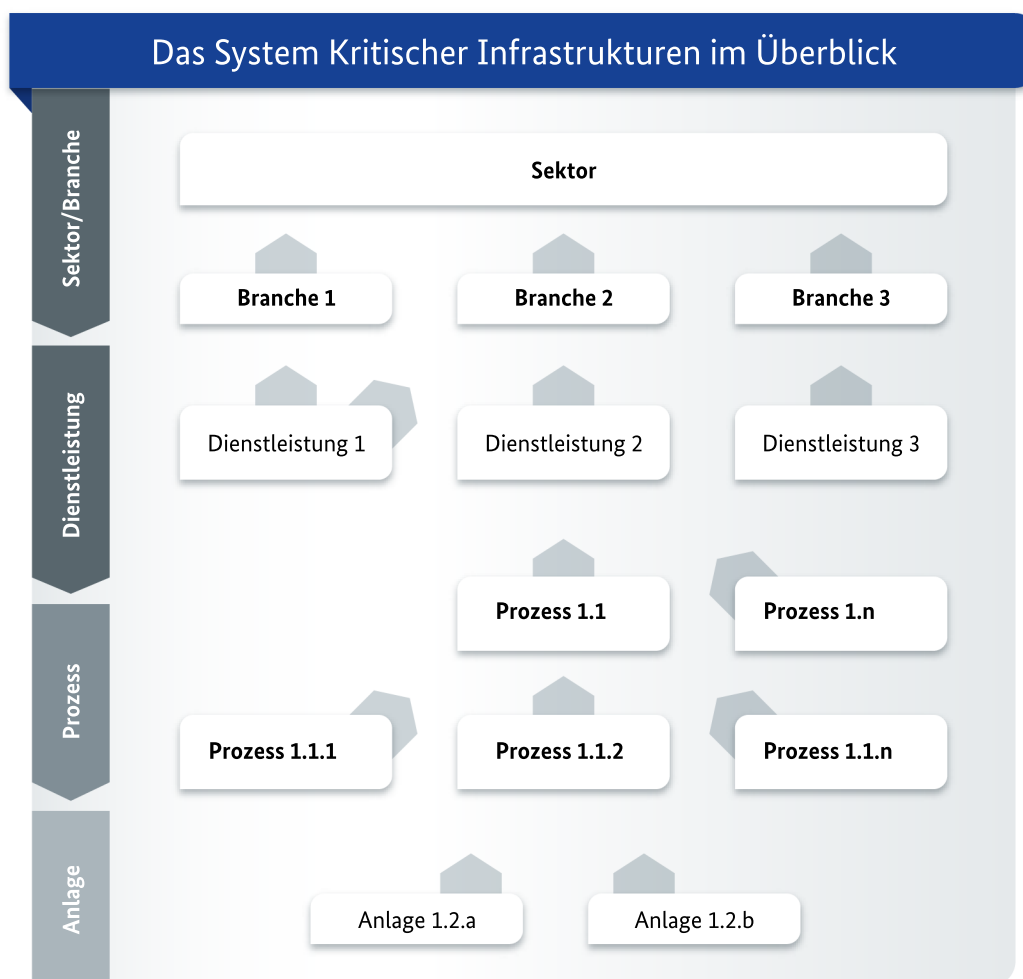 Das System Kritischer Infrastrukturen im Überblick
Sektor/Branche
Sektor
Branche 1
Branche 2
Branche 3
Dienstleistung
Dienstleistung 1
Dienstleistung 2
Dienstleistung 3
Prozess
Prozess 1.1
Prozess 1.n
Prozess 1.1.1
Prozess 1.1.2
Prozess 1.1.n
Anlage
Anlage 1.2.a
Anlage 1.2.b